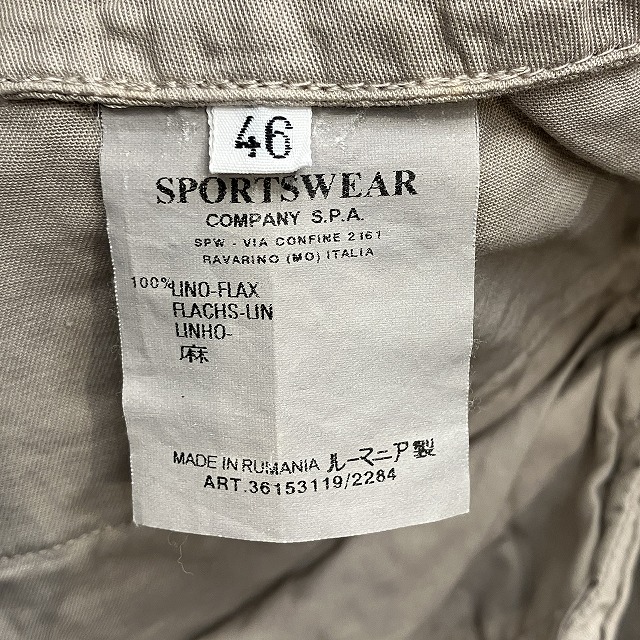 46
SPORTSWEAR
COMPANY S.P.A.
SPW - VIA CONFINE 2161
RAVARINO (MO) ITALIA
100% LINO-FLAX
FLACHS-LIN
LINHO-
麻
MADE IN RUMANIA ルーマニア製
ART.36153119/2284